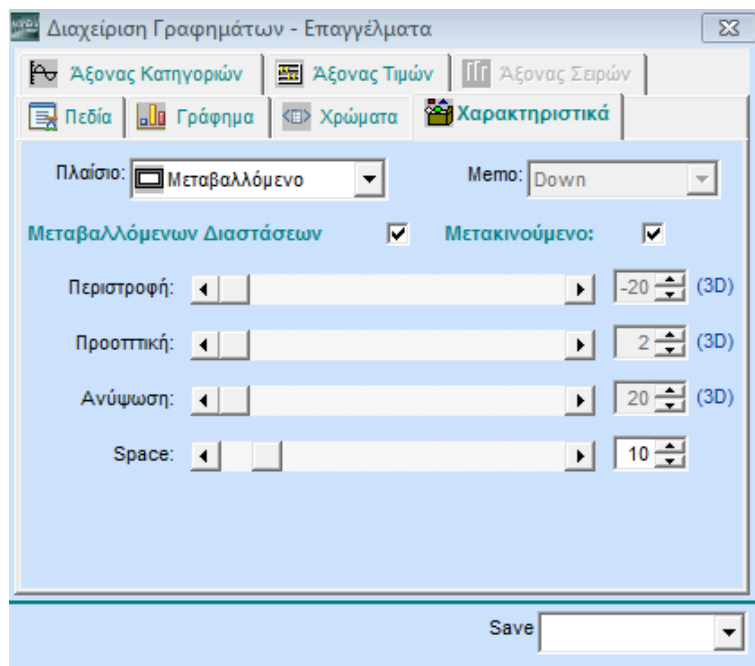 Διαχείριση Γραφημάτων - Επαγγέλματα
Άξονας Κατηγοριών Άξονας Τιμών Άξονας Σειρών
Πεδία Γράφημα Χρώματα Χαρακτηριστικά
Πλαίσιο: Μεταβαλλόμενο Memo: Down
Μεταβαλλόμενων Διαστάσεων Μετακινούμενο:
Περιστροφή: -20 (3D)
Προοπτική: 2 (3D)
Ανύψωση: 20 (3D)
Space: 10
Save